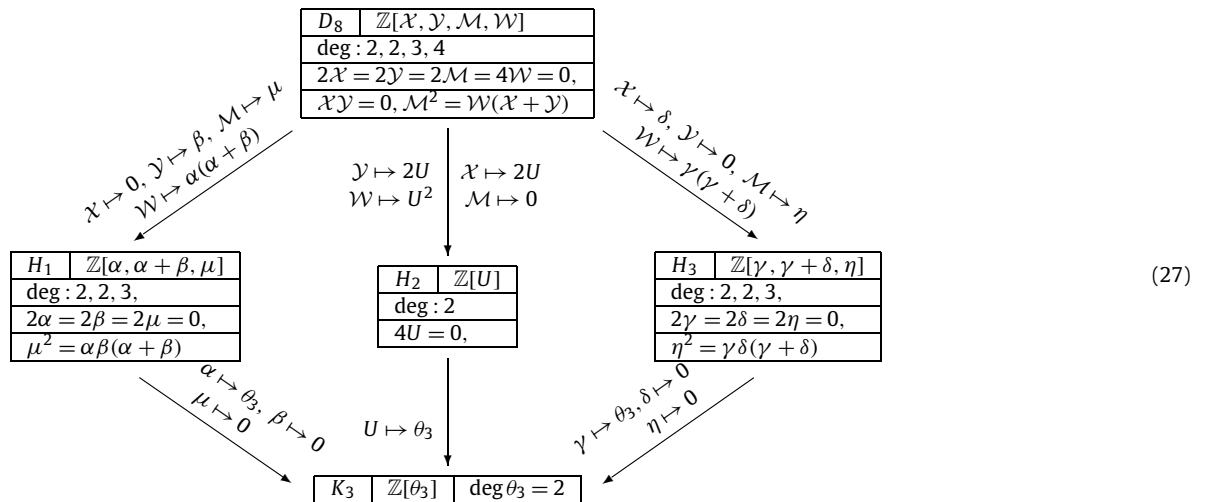 D₈ ℤ[𝒳, 𝒴, ℳ, 𝒲]
deg : 2, 2, 3, 4
2𝒳 = 2𝒴 = 2ℳ = 4𝒲 = 0,
𝒳𝒴 = 0, ℳ² = 𝒲(𝒳 + 𝒴)
𝒳 ↦ 0, 𝒴 ↦ β, ℳ ↦ μ
𝒲 ↦ α(α + β)
𝒴 ↦ 2U 𝒳 ↦ 2U
𝒲 ↦ U² ℳ ↦ 0
𝒳 ↦ δ, 𝒴 ↦ 0, ℳ ↦ η
𝒲 ↦ γ(γ + δ)
H₁ ℤ[α, α + β, μ]
deg : 2, 2, 3,
2α = 2β = 2μ = 0,
μ² = αβ(α + β)
H₂ ℤ[U]
deg : 2
4U = 0,
H₃ ℤ[γ, γ + δ, η]
deg : 2, 2, 3,
2γ = 2δ = 2η = 0,
η² = γδ(γ + δ)
(27)
α ↦ θ₃, β ↦ 0
μ ↦ 0
U ↦ θ₃
γ ↦ θ₃, δ ↦ 0
η ↦ 0
K₃ ℤ[θ₃] deg θ₃ = 2